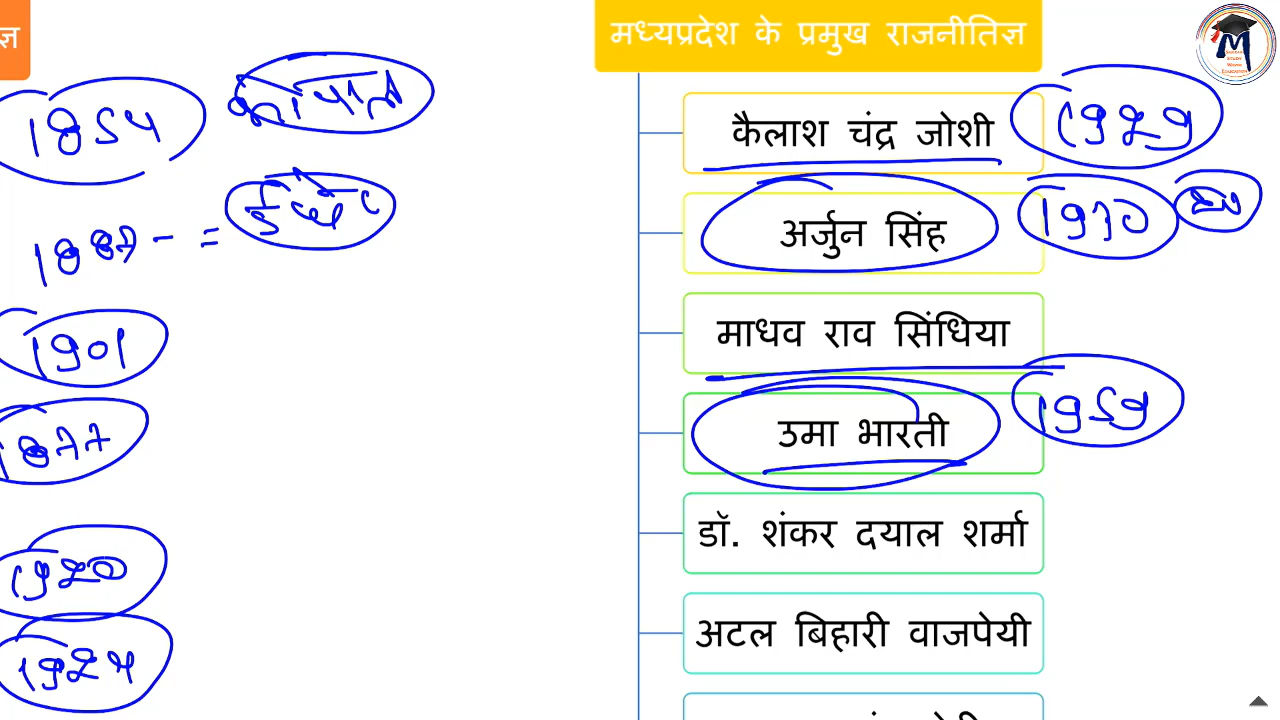 ज्ञ
मध्यप्रदेश के प्रमुख राजनीतिज्ञ
M
1854
कैलाश चंद्र जोशी 1929
1887 - =
अर्जुन सिंह 1930
1901
माधव राव सिंधिया
1877
उमा भारती 1959
1920
डॉ. शंकर दयाल शर्मा
1924
अटल बिहारी वाजपेयी